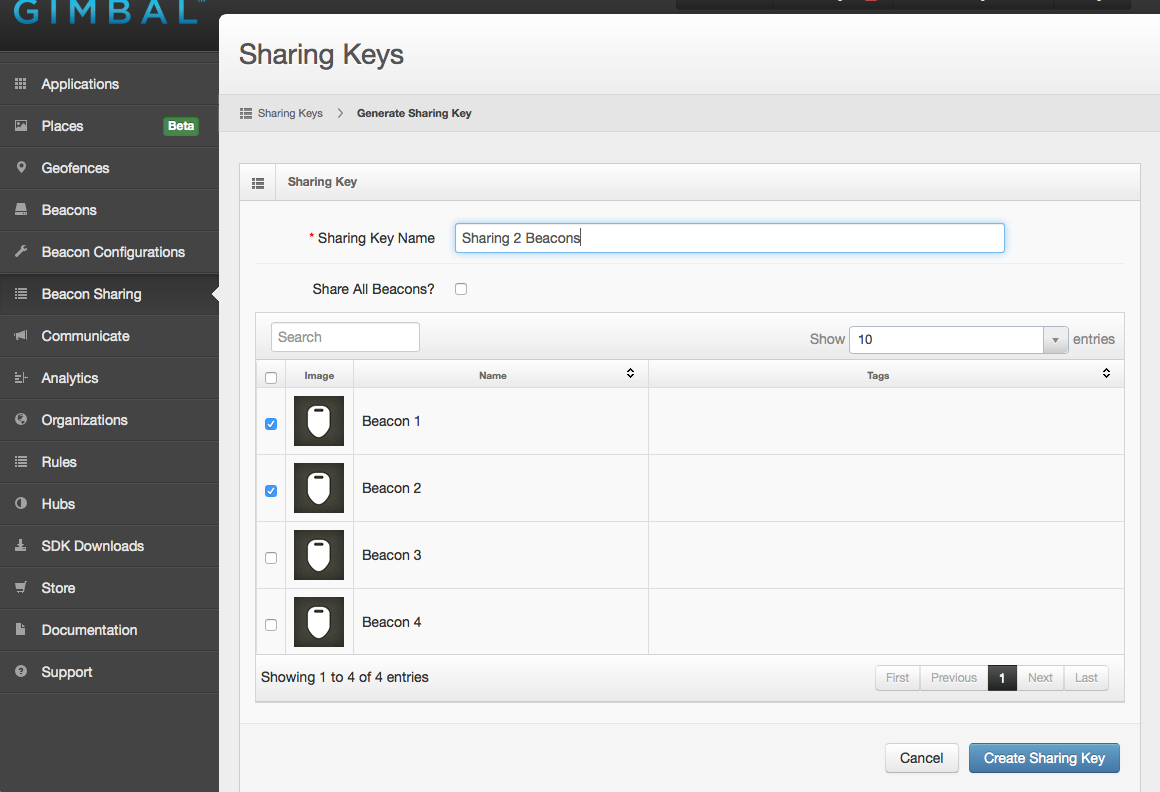 GIMBAL
Sharing Keys
Applications
Places Beta
Geofences
Beacons
Beacon Configurations
Beacon Sharing
Communicate
Analytics
Organizations
Rules
Hubs
SDK Downloads
Store
Documentation
Support
Sharing Keys Generate Sharing Key
Sharing Key
* Sharing Key Name Sharing 2 Beacons
Share All Beacons?
Search Show 10 entries
Image Name Tags
Beacon 1
Beacon 2
Beacon 3
Beacon 4
Showing 1 to 4 of 4 entries First Previous 1 Next Last
Cancel Create Sharing Key